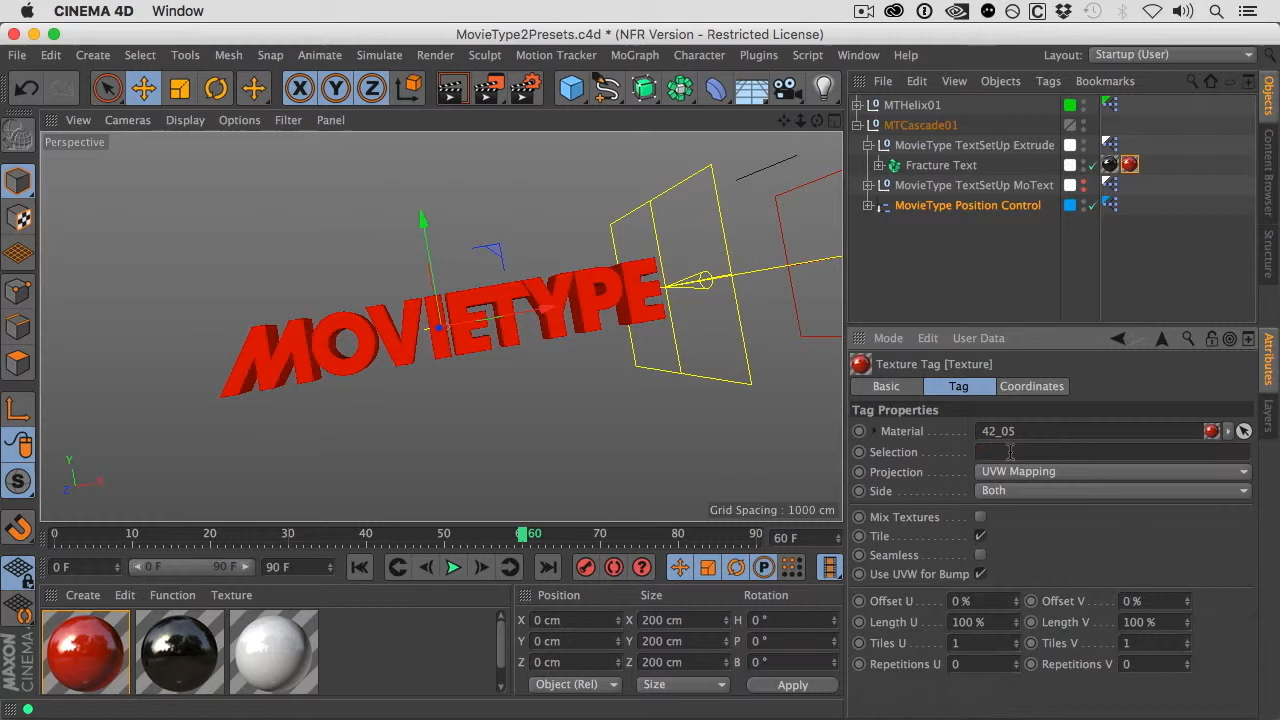 CINEMA 4D Window
MovieType2Presets.c4d * (NFR Version - Restricted License)
File Edit Create Select Tools Mesh Snap Animate Simulate Render Sculpt Motion Tracker MoGraph Character Plugins Script Window Help Layout: Startup (User)
X Y Z
File Edit View Objects Tags Bookmarks
View Cameras Display Options Filter Panel
Perspective
MTHelix01
MTCascade01
MovieType TextSetUp Extrude
Fracture Text
MovieType TextSetUp MoText
MovieType Position Control
MOVIETYPE
Y
X
Z
Grid Spacing : 1000 cm
Objects
Content Browser
Structure
Attributes
Layers
Mode Edit User Data
Texture Tag [Texture]
Basic Tag Coordinates
Tag Properties
Material 42_05
Selection
Projection UVW Mapping
Side Both
Mix Textures
Tile
Seamless
Use UVW for Bump
Offset U 0 % Offset V 0 %
Length U 100 % Length V 100 %
Tiles U 1 Tiles V 1
Repetitions U 0 Repetitions V 0
0 10 20 30 40 50 60 70 80 90 60 F
0 F 0 F 90 F 90 F
Create Edit Function Texture
Position Size Rotation
X 0 cm X 200 cm H 0 °
Y 0 cm Y 200 cm P 0 °
Z 0 cm Z 200 cm B 0 °
Object (Rel) Size Apply
MAXON
CINEMA 4D